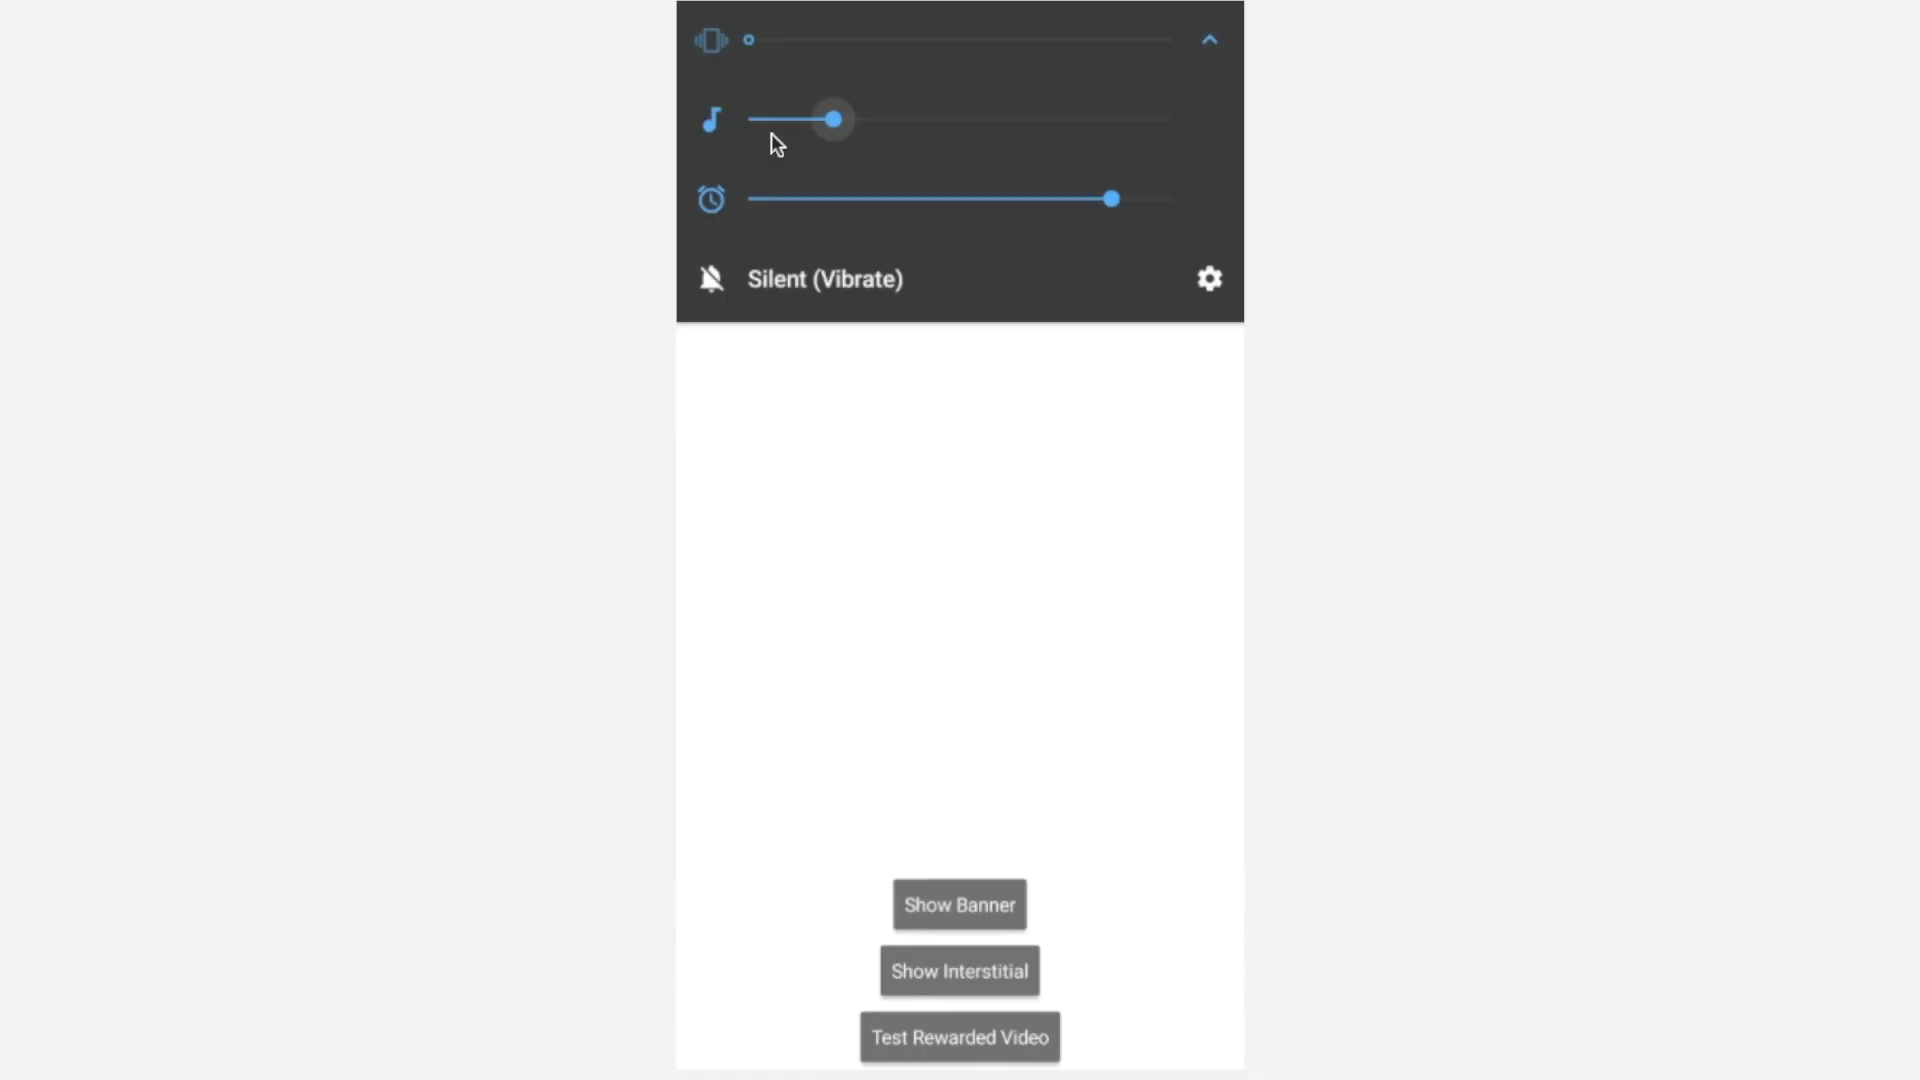 Silent (Vibrate)
Show Banner
Show Interstitial
Test Rewarded Video